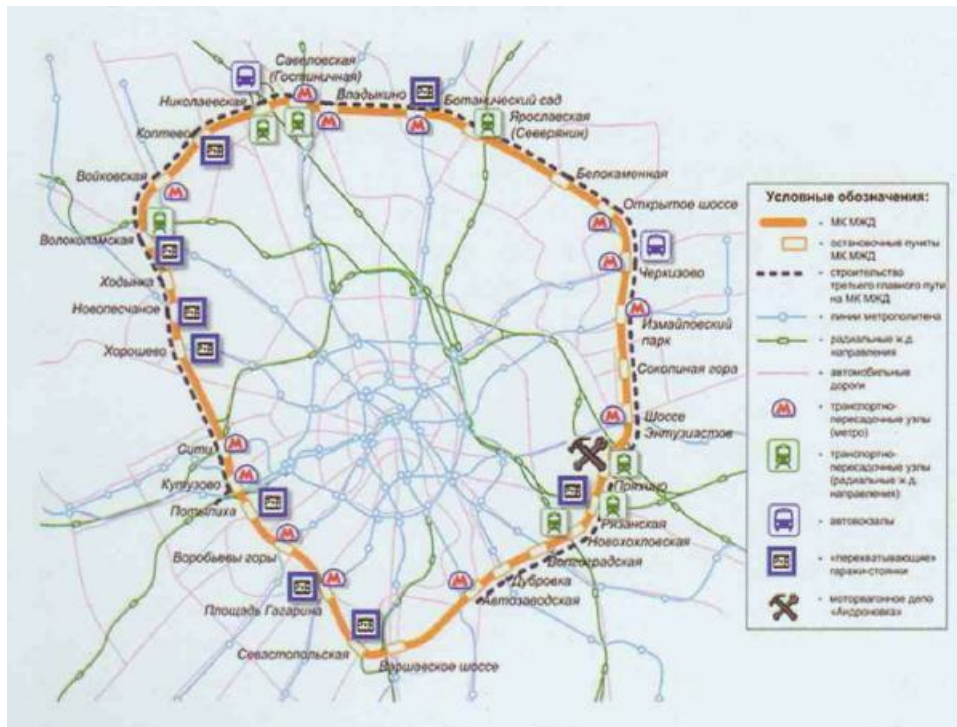 Савеловская
(Гостиничная)
Николаевская
Владыкино
Ботанический сад
Ярославская
(Северянин)
Коптево
Войковская
Белокаменная
Открытое шоссе
Волоколамская
Ходынка
Черкизово
Новопесчаное
Измайловский
парк
Хорошево
Соколиная гора
Шоссе
Энтузиастов
Сити
Кутузово
Пряхино
Потылиха
Рязанская
Новохохловская
Воробьевы горы
Волгоградская
Дубровка
Автозаводская
Площадь Гагарина
Севастопольская
Варшавское шоссе
Условные обозначения:
- МК МЖД
- остановочные пункты
МК МЖД
- строительство
третьего главного пути
на МК МЖД
- линии метрополитена
- радиальные ж.д.
направления
- автомобильные
дороги
- транспортно-
пересадочные узлы
(метро)
- транспортно-
пересадочные узлы
(радиальные ж.д.
направления)
- автовокзалы
- «перехватывающие»
гаражи-стоянки
- моторвагонное депо
«Андроновка»